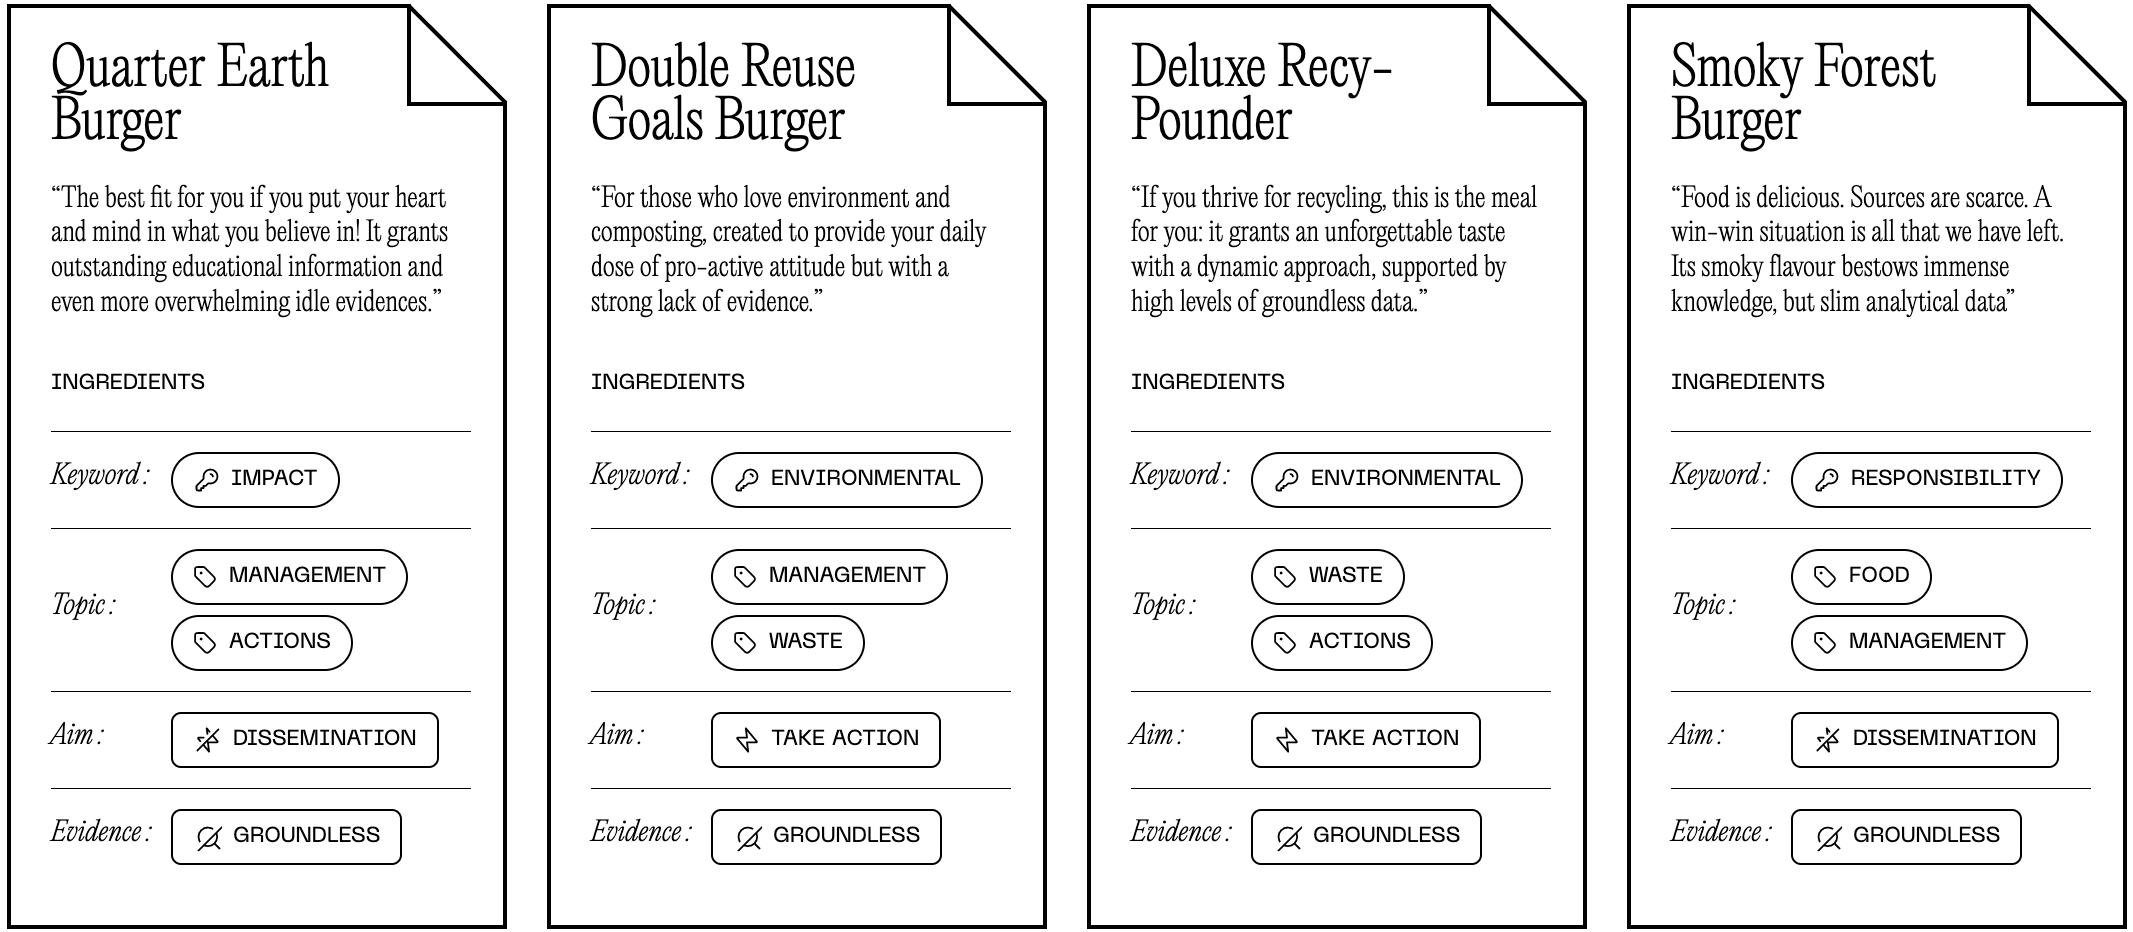 Quarter Earth
Burger
“The best fit for you if you put your heart
and mind in what you believe in! It grants
outstanding educational information and
even more overwhelming idle evidences.”
INGREDIENTS
Keyword :
IMPACT
Topic :
MANAGEMENT
ACTIONS
Aim :
DISSEMINATION
Evidence :
GROUNDLESS
Double Reuse
Goals Burger
“For those who love environment and
composting, created to provide your daily
dose of pro-active attitude but with a
strong lack of evidence.”
INGREDIENTS
Keyword :
ENVIRONMENTAL
Topic :
MANAGEMENT
WASTE
Aim :
TAKE ACTION
Evidence :
GROUNDLESS
Deluxe Recy-
Pounder
“If you thrive for recycling, this is the meal
for you: it grants an unforgettable taste
with a dynamic approach, supported by
high levels of groundless data.”
INGREDIENTS
Keyword :
ENVIRONMENTAL
Topic :
WASTE
ACTIONS
Aim :
TAKE ACTION
Evidence :
GROUNDLESS
Smoky Forest
Burger
“Food is delicious. Sources are scarce. A
win-win situation is all that we have left.
Its smoky flavour bestows immense
knowledge, but slim analytical data”
INGREDIENTS
Keyword :
RESPONSIBILITY
Topic :
FOOD
MANAGEMENT
Aim :
DISSEMINATION
Evidence :
GROUNDLESS